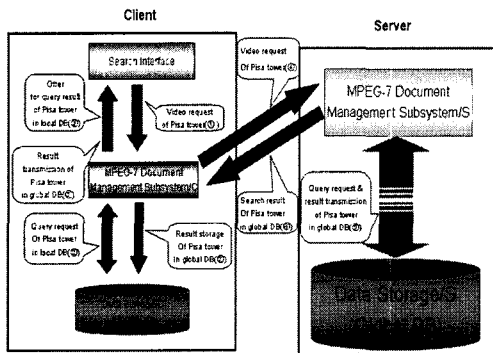 Client
Server
Search Interface
Offer
for query result
of Pisa tower
in local DB(
Video request
of Pisa tower(①)
Result
transmission of
Pisa tower
in global DB(
MPEG-7 Document
Management Subsystem/C
Query request
Of Pisa tower
in local DB(
Result storage
Of Pisa tower
in global DB(
Video request
Of Pisa tower(
MPEG-7 Document
Management Subsystem/S
Search result
Of Pisa tower
in global DB(
Query request &
result transmission
of Pisa tower
in global DB(
Data Storage/S